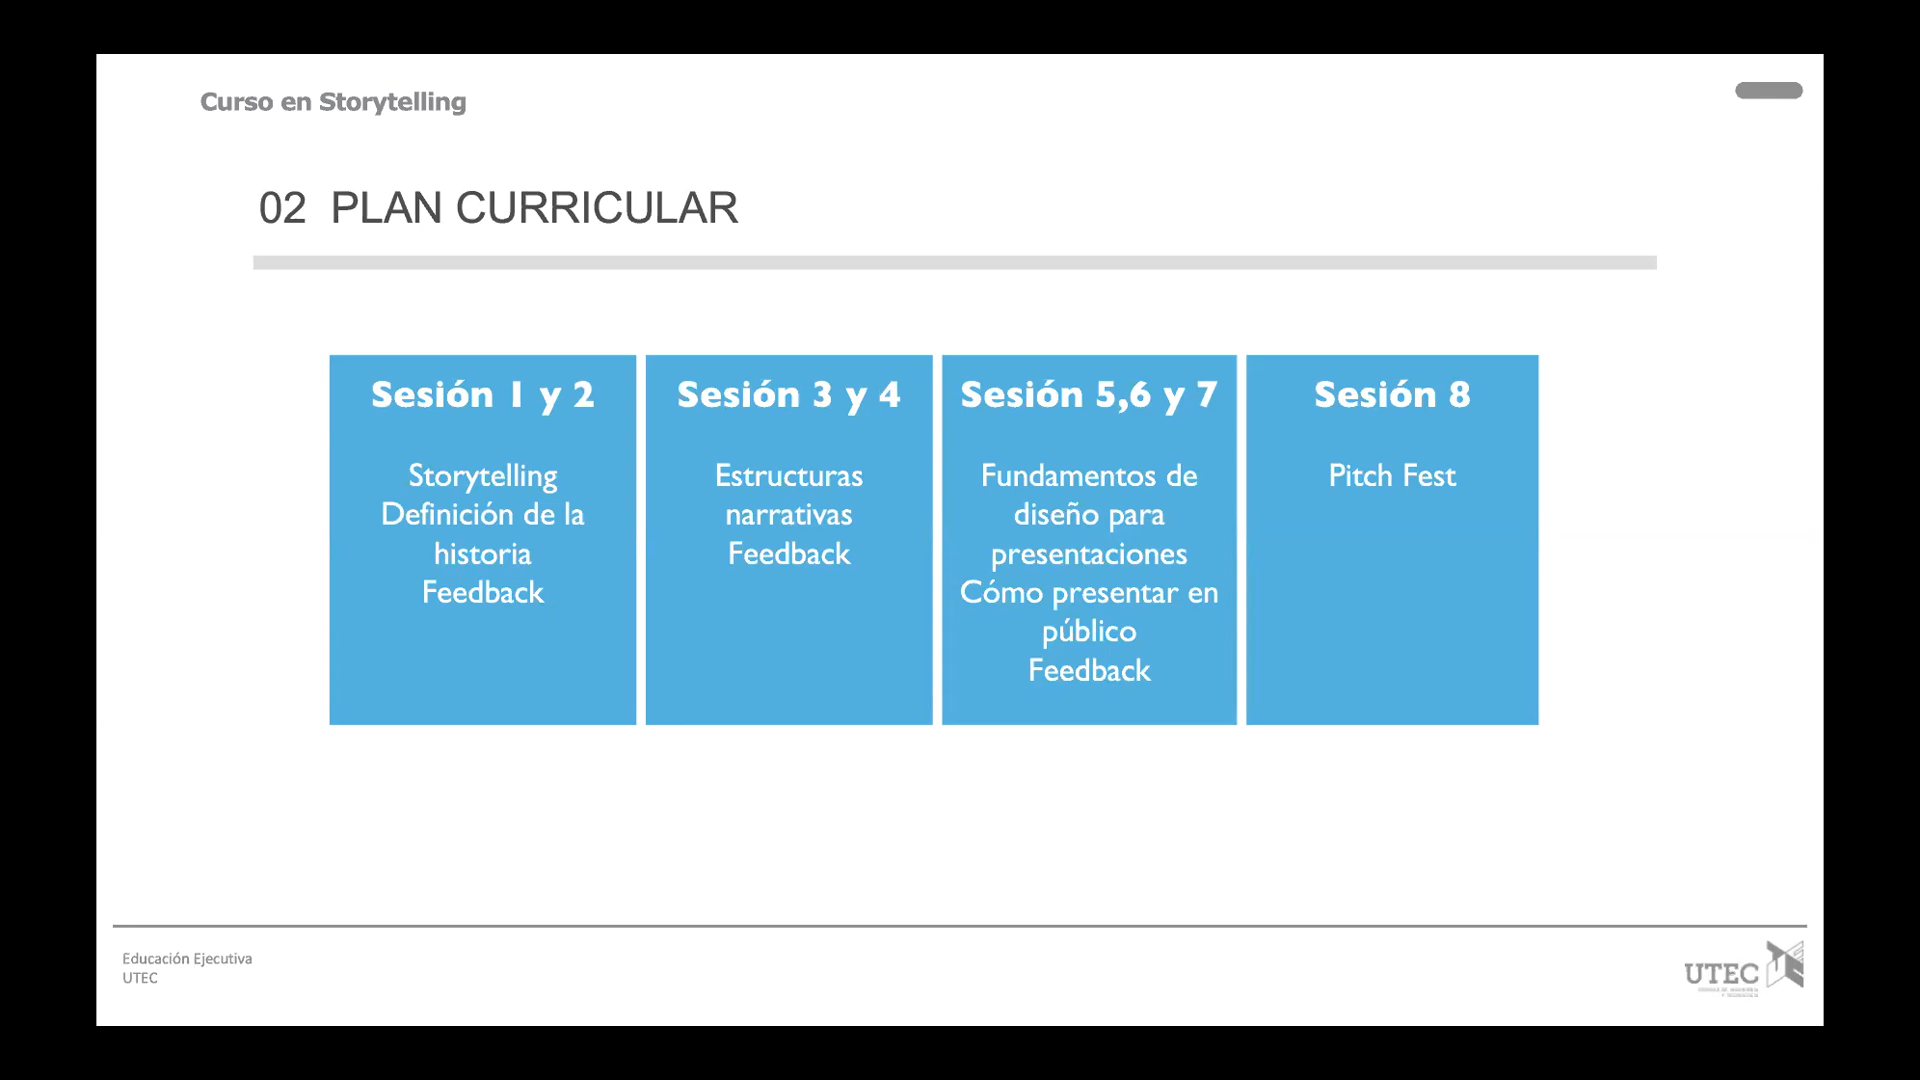 Curso en Storytelling
02 PLAN CURRICULAR
Sesión 1 y 2
Storytelling
Definición de la
historia
Feedback
Sesión 3 y 4
Estructuras
narrativas
Feedback
Sesión 5,6 y 7
Fundamentos de
diseño para
presentaciones
Cómo presentar en
público
Feedback
Sesión 8
Pitch Fest
Educación Ejecutiva
UTEC
UTEC